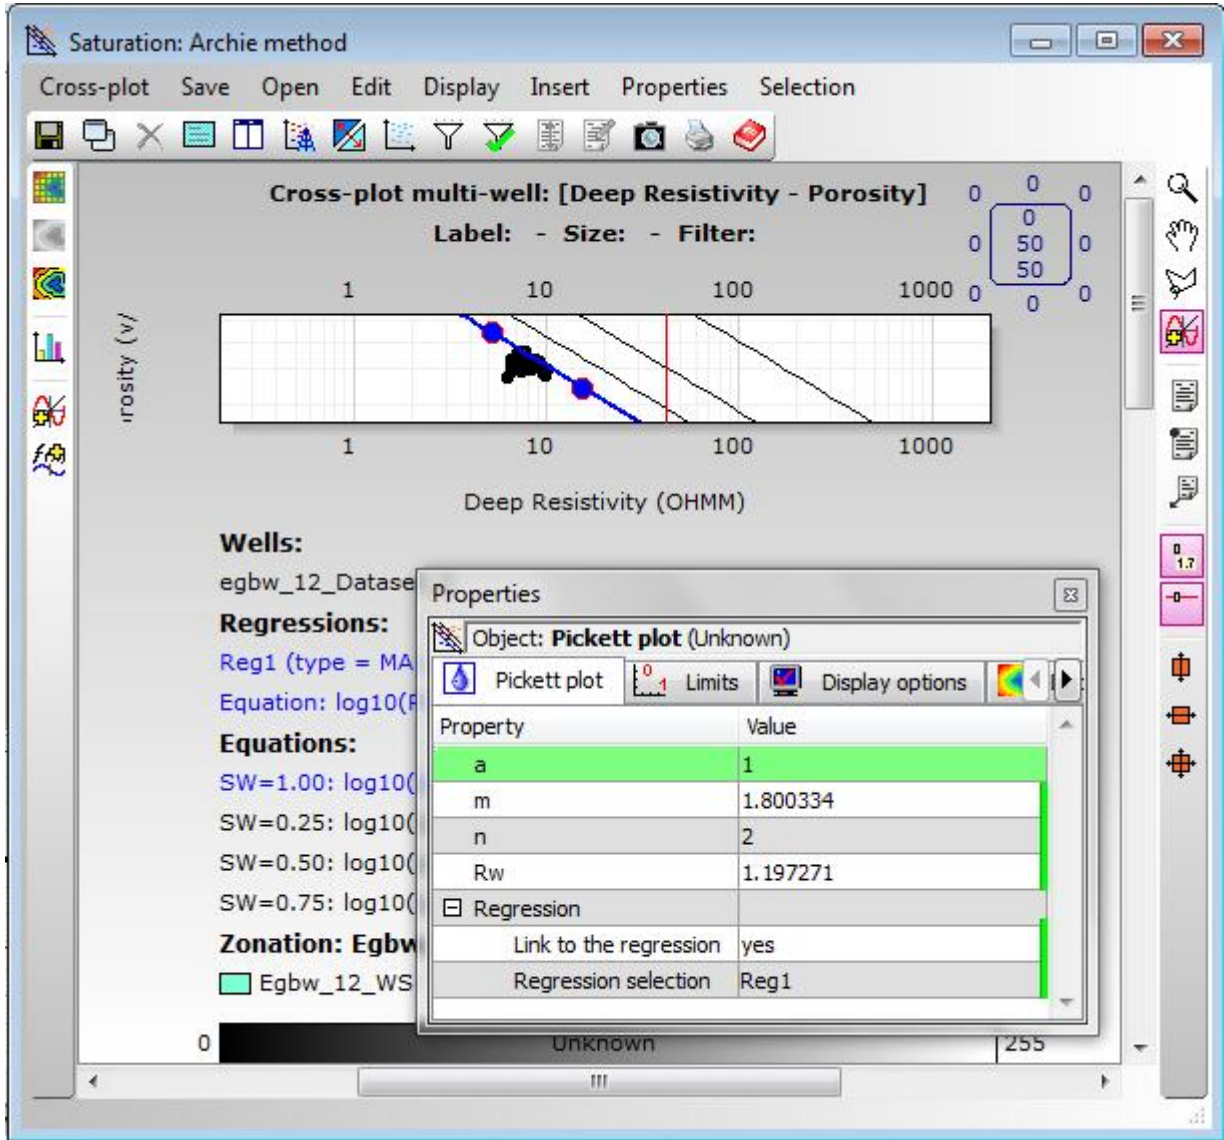 Saturation: Archie method
Cross-plot Save Open Edit Display Insert Properties Selection
Cross-plot multi-well: [Deep Resistivity - Porosity]
Label: - Size: - Filter:
0 0 0
0
0 50 0
50
0 0 0
1 10 100 1000
rosity (v/
1 10 100 1000
Deep Resistivity (OHMM)
Wells:
egbw_12_Datase
Regressions:
Reg1 (type = MA
Equation: log10(
Equations:
SW=1.00: log10(
SW=0.25: log10(
SW=0.50: log10(
SW=0.75: log10(
Zonation: Egbw
Egbw_12_WS
0 Unknown 255
Properties
Object: Pickett plot (Unknown)
Pickett plot Limits Display options
Property Value
a 1
m 1.800334
n 2
Rw 1.197271
Regression
Link to the regression yes
Regression selection Reg1
0
1.7
-0-